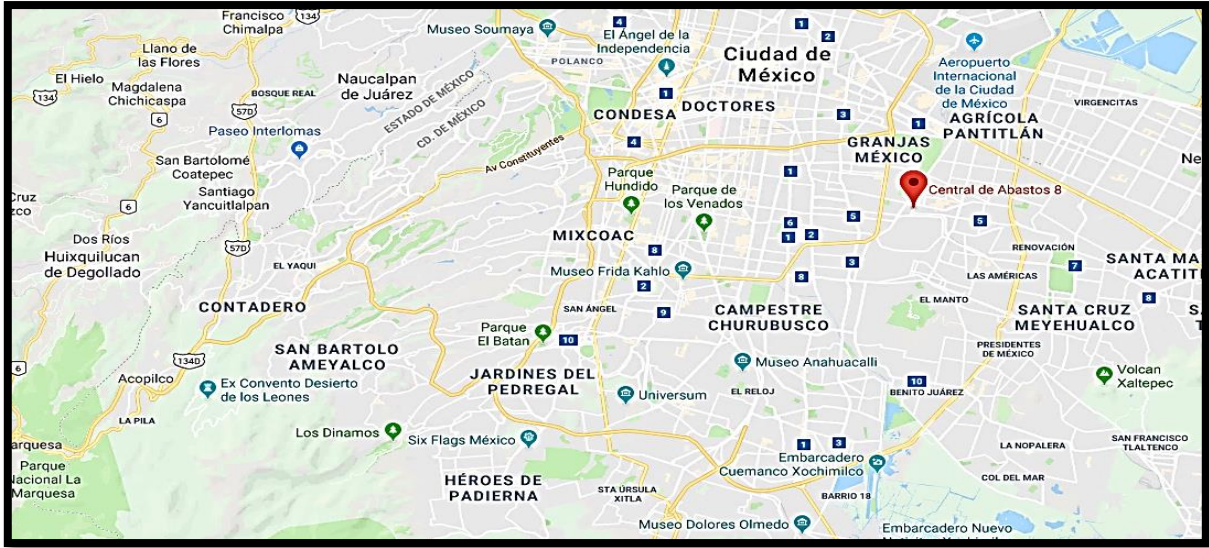 Francisco
Chimalpa
134
Museo Soumaya
4
El Ángel de la
Independencia
1
2
Ciudad de
México
Aeropuerto
Internacional
de la Ciudad
de México
Llano de
las Flores
El Hielo
134
Magdalena
Chichicaspa
6
57D
BOSQUE REAL
Naucalpan
de Juárez
ESTADO DE MÉXICO
CD. DE MÉXICO
POLANCO
1
CONDESA
DOCTORES
3
1
VIRGENCITAS
AGRÍCOLA
PANTITLÁN
Paseo Interlomas
Av Constituyentes
4
GRANJAS
MÉXICO
Ne
San Bartolomé
Coatepec
Santiago
Yancuitlalpan
Parque
Hundido
Parque de
los Venados
1
Central de Abastos 8
Cruz
zco
6
57D
MIXCOAC
8
6
1
2
5
5
Dos Ríos
Huixquilucan
de Degollado
EL YAQUI
Museo Frida Kahlo
2
8
3
RENOVACIÓN
7
SANTA MA
ACATITL
LAS AMÉRICAS
8
CONTADERO
SAN ÁNGEL
9
CAMPESTRE
CHURUBUSCO
EL MANTO
SANTA CRUZ
MEYEHUALCO
S.
Parque
El Batan
10
SAN BARTOLO
AMEYALCO
PRESIDENTES
DE MÉXICO
6
134D
Acopilco
Ex Convento Desierto
de los Leones
JARDINES DEL
PEDREGAL
Museo Anahuacalli
Universum
EL RELOJ
10
BENITO JUÁREZ
Volcan
Xaltepec
LA PILA
Los Dinamos
Six Flags México
1
3
LA NOPALERA
SAN FRANCISCO
TLALTENCO
arquesa
Parque
Nacional La
Marquesa
HÉROES DE
PADIERNA
STA ÚRSULA
XITLA
Embarcadero
Cuemanco Xochimilco
BARRIO 18
COL DEL MAR
Museo Dolores Olmedo
Embarcadero Nuevo